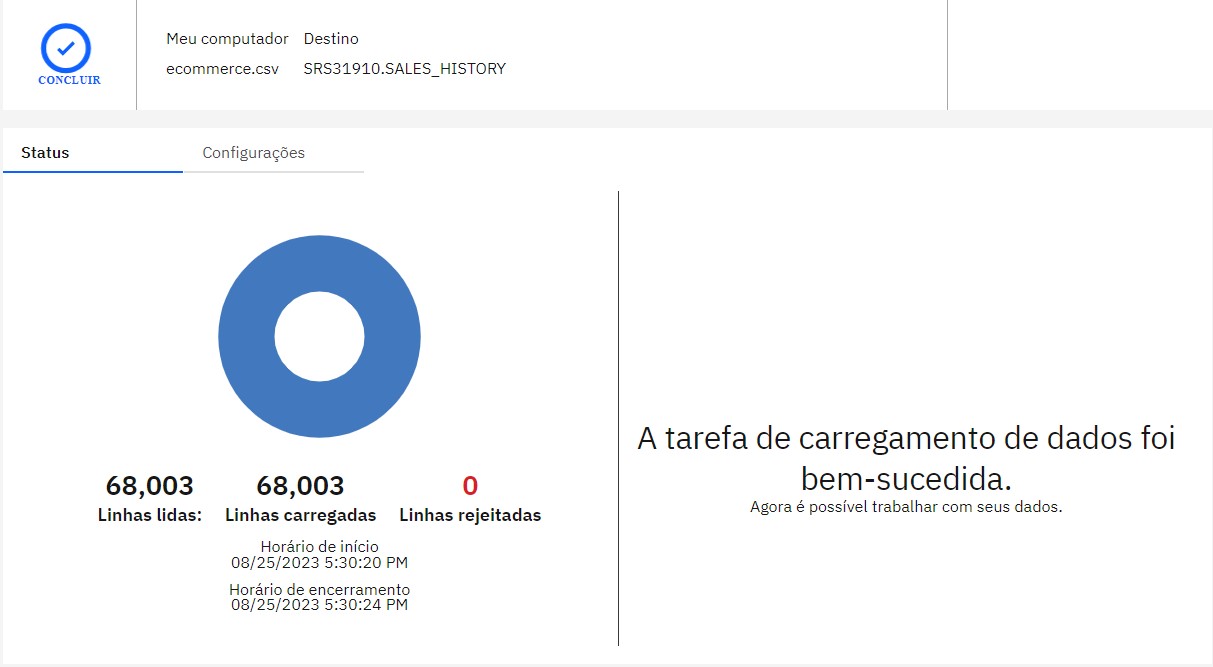 CONCLUIR
Meu computador Destino
ecommerce.csv SRS31910.SALES_HISTORY
Status Configurações
68,003 68,003 0
Linhas lidas: Linhas carregadas Linhas rejeitadas
Horário de início
08/25/2023 5:30:20 PM
Horário de encerramento
08/25/2023 5:30:24 PM
A tarefa de carregamento de dados foi
bem-sucedida.
Agora é possível trabalhar com seus dados.